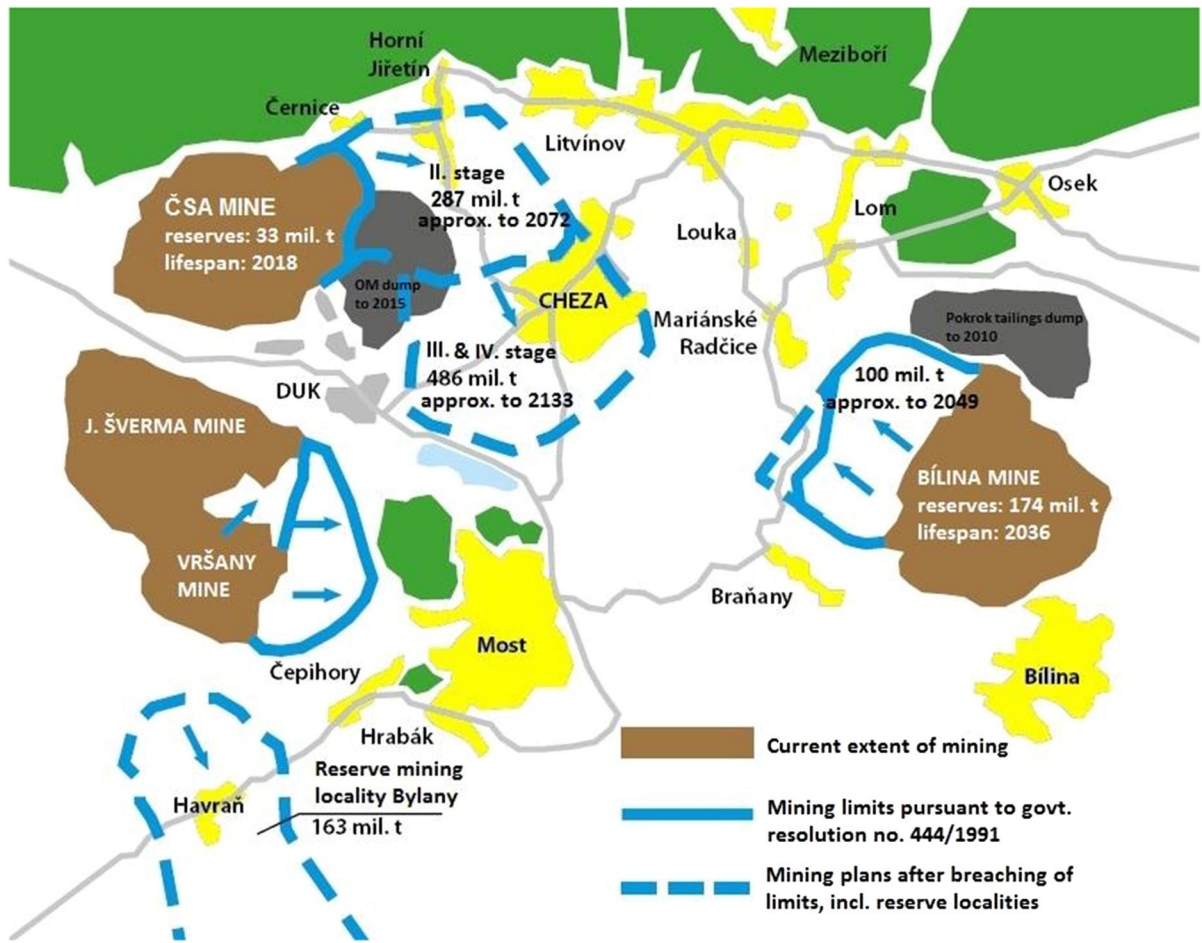 Horní
Jiřetín
Meziboří
Černice
Litvínov
II. stage
287 mil. t
approx. to 2072
ČSA MINE
reserves: 33 mil. t
lifespan: 2018
Osek
Lom
Louka
OM dump
to 2015
CHEZA
Mariánské
Radčice
Pokrok tailings dump
to 2010
III. & IV. stage
486 mil. t
approx. to 2133
DUK
100 mil. t
approx. to 2049
J. ŠVERMA MINE
BÍLINA MINE
reserves: 174 mil. t
lifespan: 2036
VRŠANY
MINE
Braňany
Most
Čepihory
Bílina
Hrabák
Reserve mining
locality Bylany
163 mil. t
Havraň
Current extent of mining
Mining limits pursuant to govt.
resolution no. 444/1991
Mining plans after breaching of
limits, incl. reserve localities